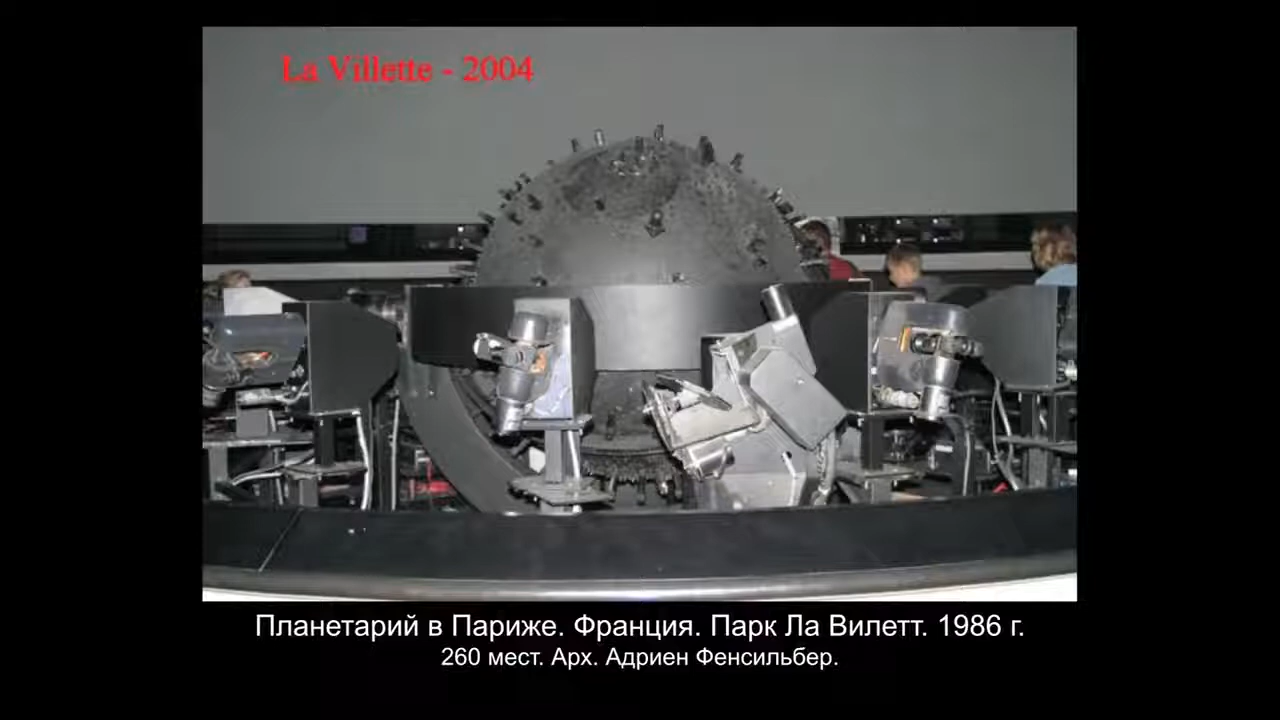 La Villette - 2004
Планетарий в Париже. Франция. Парк Ла Вилетт. 1986 г.
260 мест. Арх. Адриен Фенсильбер.